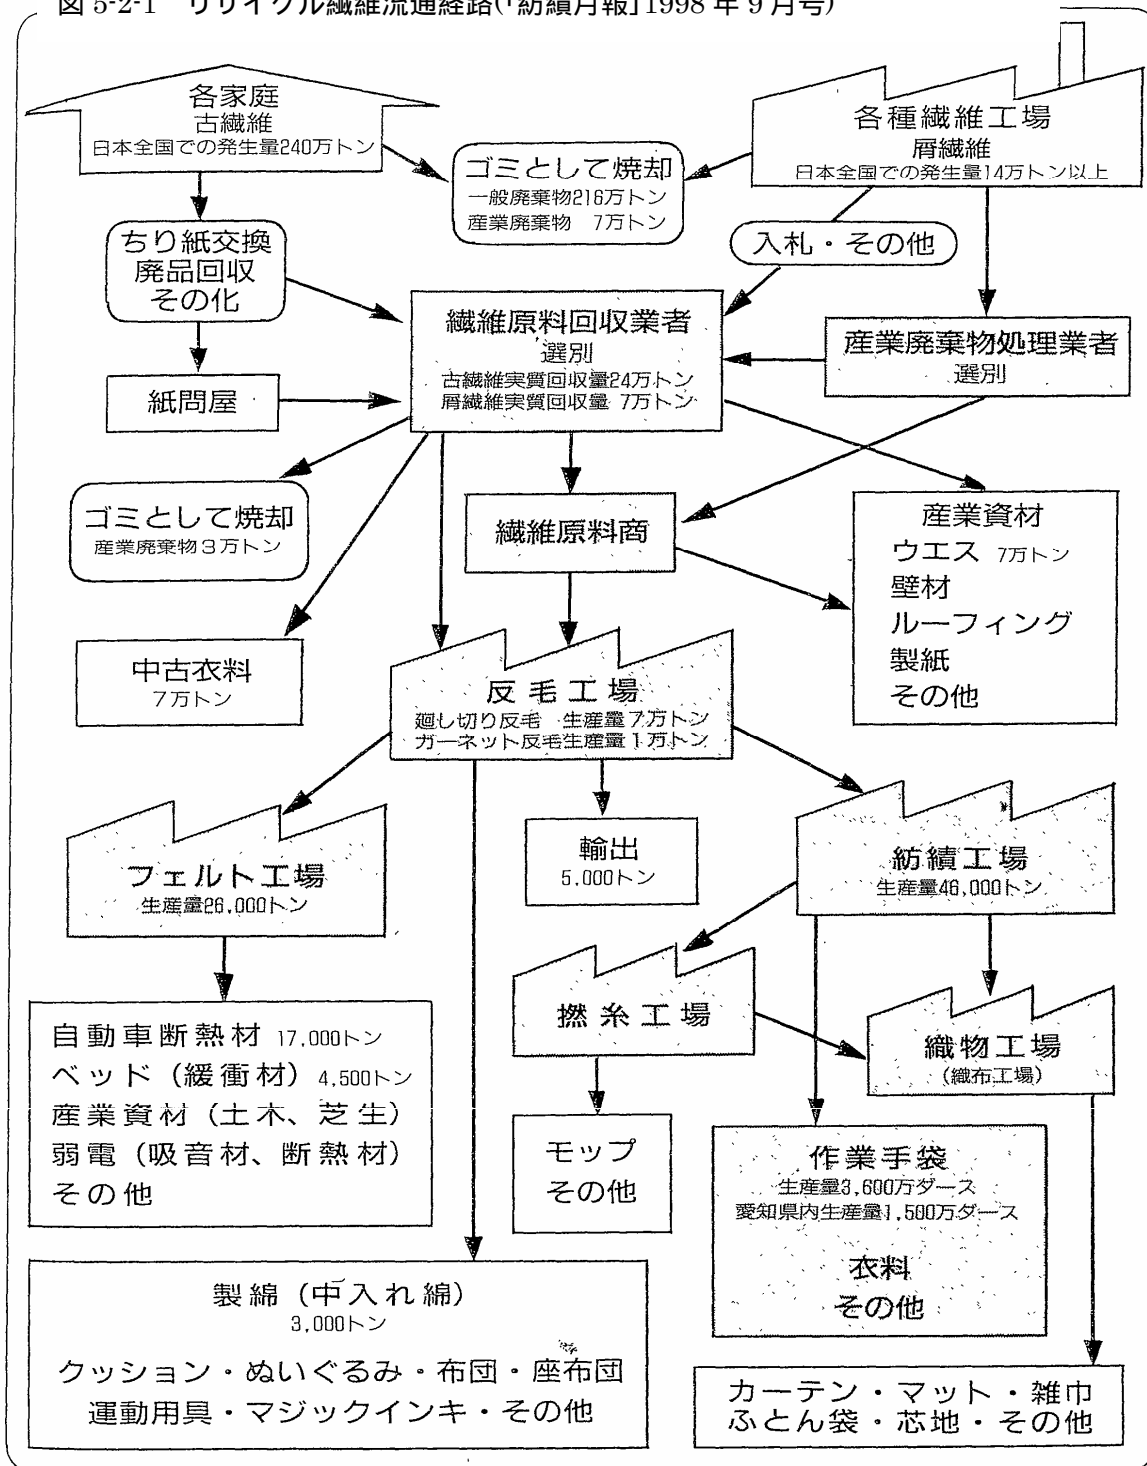 図 5-2-1 リサイクル繊維流通経路(「紡績月報」1998 年 9 月号)
各家庭
古繊維
日本全国での発生量240万トン
ゴミとして焼却
一般廃棄物216万トン
産業廃棄物 7万トン
各種繊維工場
屑繊維
日本全国での発生量14万トン以上
ちり紙交換
廃品回収
その化
入札・その他
繊維原料回収業者
選別
古繊維実質回収量24万トン
屑繊維実質回収量 7万トン
産業廃棄物処理業者
選別
紙問屋
ゴミとして焼却
産業廃棄物3万トン
繊維原料商
産業資材
ウエス 7万トン
壁材
ルーフィング
製紙
その他
中古衣料
7万トン
反毛工場
廻し切り反毛 生産量7万トン
ガーネット反毛生産量1万トン
フェルト工場
生産量26,000トン
輸出
5,000トン
紡績工場
生産量46,000トン
撚糸工場
織物工場
(織布工場)
自動車断熱材 17,000トン
ベッド（緩衝材）4,500トン
産業資材（土木、芝生）
弱電（吸音材、断熱材）
その他
モップ
その他
作業手袋
生産量3,600万ダース
愛知県内生産量1,500万ダース
衣料
その他
製綿（中入れ綿）
3,000トン
クッション・ぬいぐるみ・布団・座布団
運動用具・マジックインキ・その他
カーテン・マット・雑巾
ふとん袋・芯地・その他